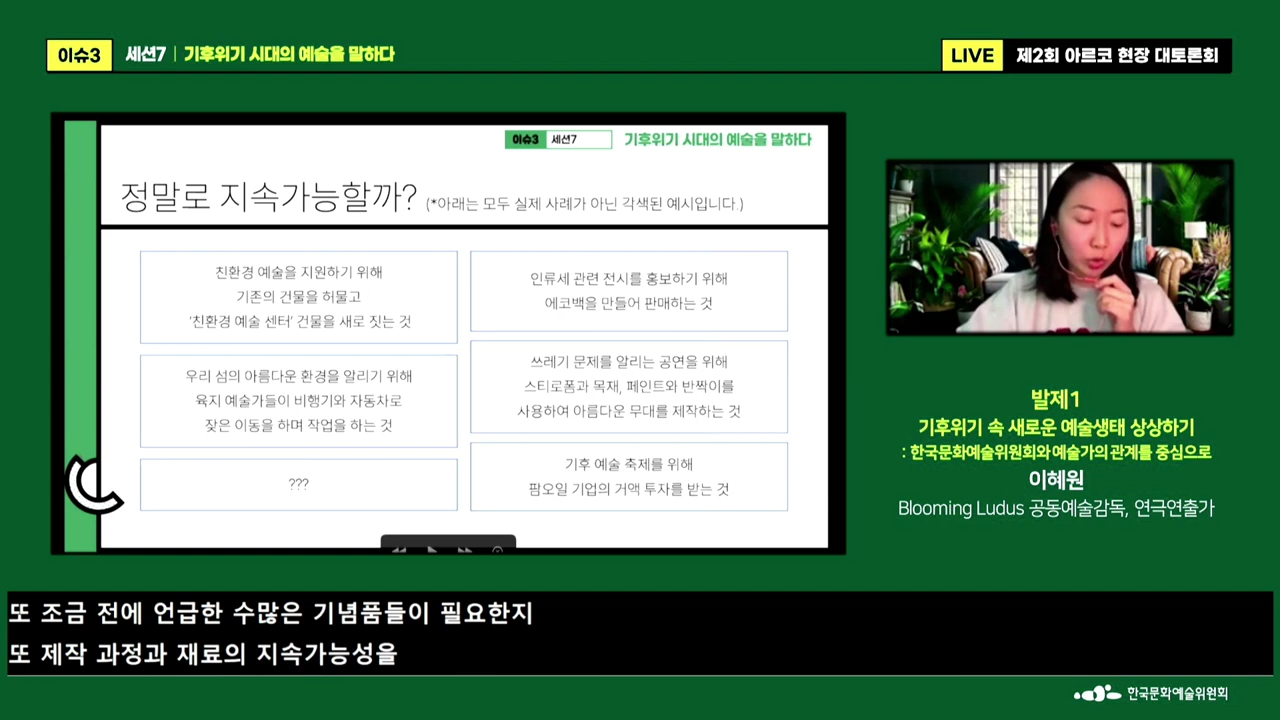 이슈3
세션7 | 기후위기 시대의 예술을 말하다
LIVE
제2회 아르코 현장 대토론회
이슈3 세션7
기후위기 시대의 예술을 말하다
정말로 지속가능할까? (*아래는 모두 실제 사례가 아닌 각색된 예시입니다.)
친환경 예술을 지원하기 위해
기존의 건물을 허물고
'친환경 예술 센터' 건물을 새로 짓는 것
우리 섬의 아름다운 환경을 알리기 위해
육지 예술가들이 비행기와 자동차로
잦은 이동을 하며 작업을 하는 것
???
인류세 관련 전시를 홍보하기 위해
에코백을 만들어 판매하는 것
쓰레기 문제를 알리는 공연을 위해
스티로폼과 목재, 페인트와 반짝이를
사용하여 아름다운 무대를 제작하는 것
기후 예술 축제를 위해
팜오일 기업의 거액 투자를 받는 것
발제1
기후위기 속 새로운 예술생태 상상하기
: 한국문화예술위원회와 예술가의 관계를 중심으로
이혜원
Blooming Ludus 공동예술감독, 연극연출가
또 조금 전에 언급한 수많은 기념품들이 필요한지
또 제작 과정과 재료의 지속가능성을
한국문화예술위원회